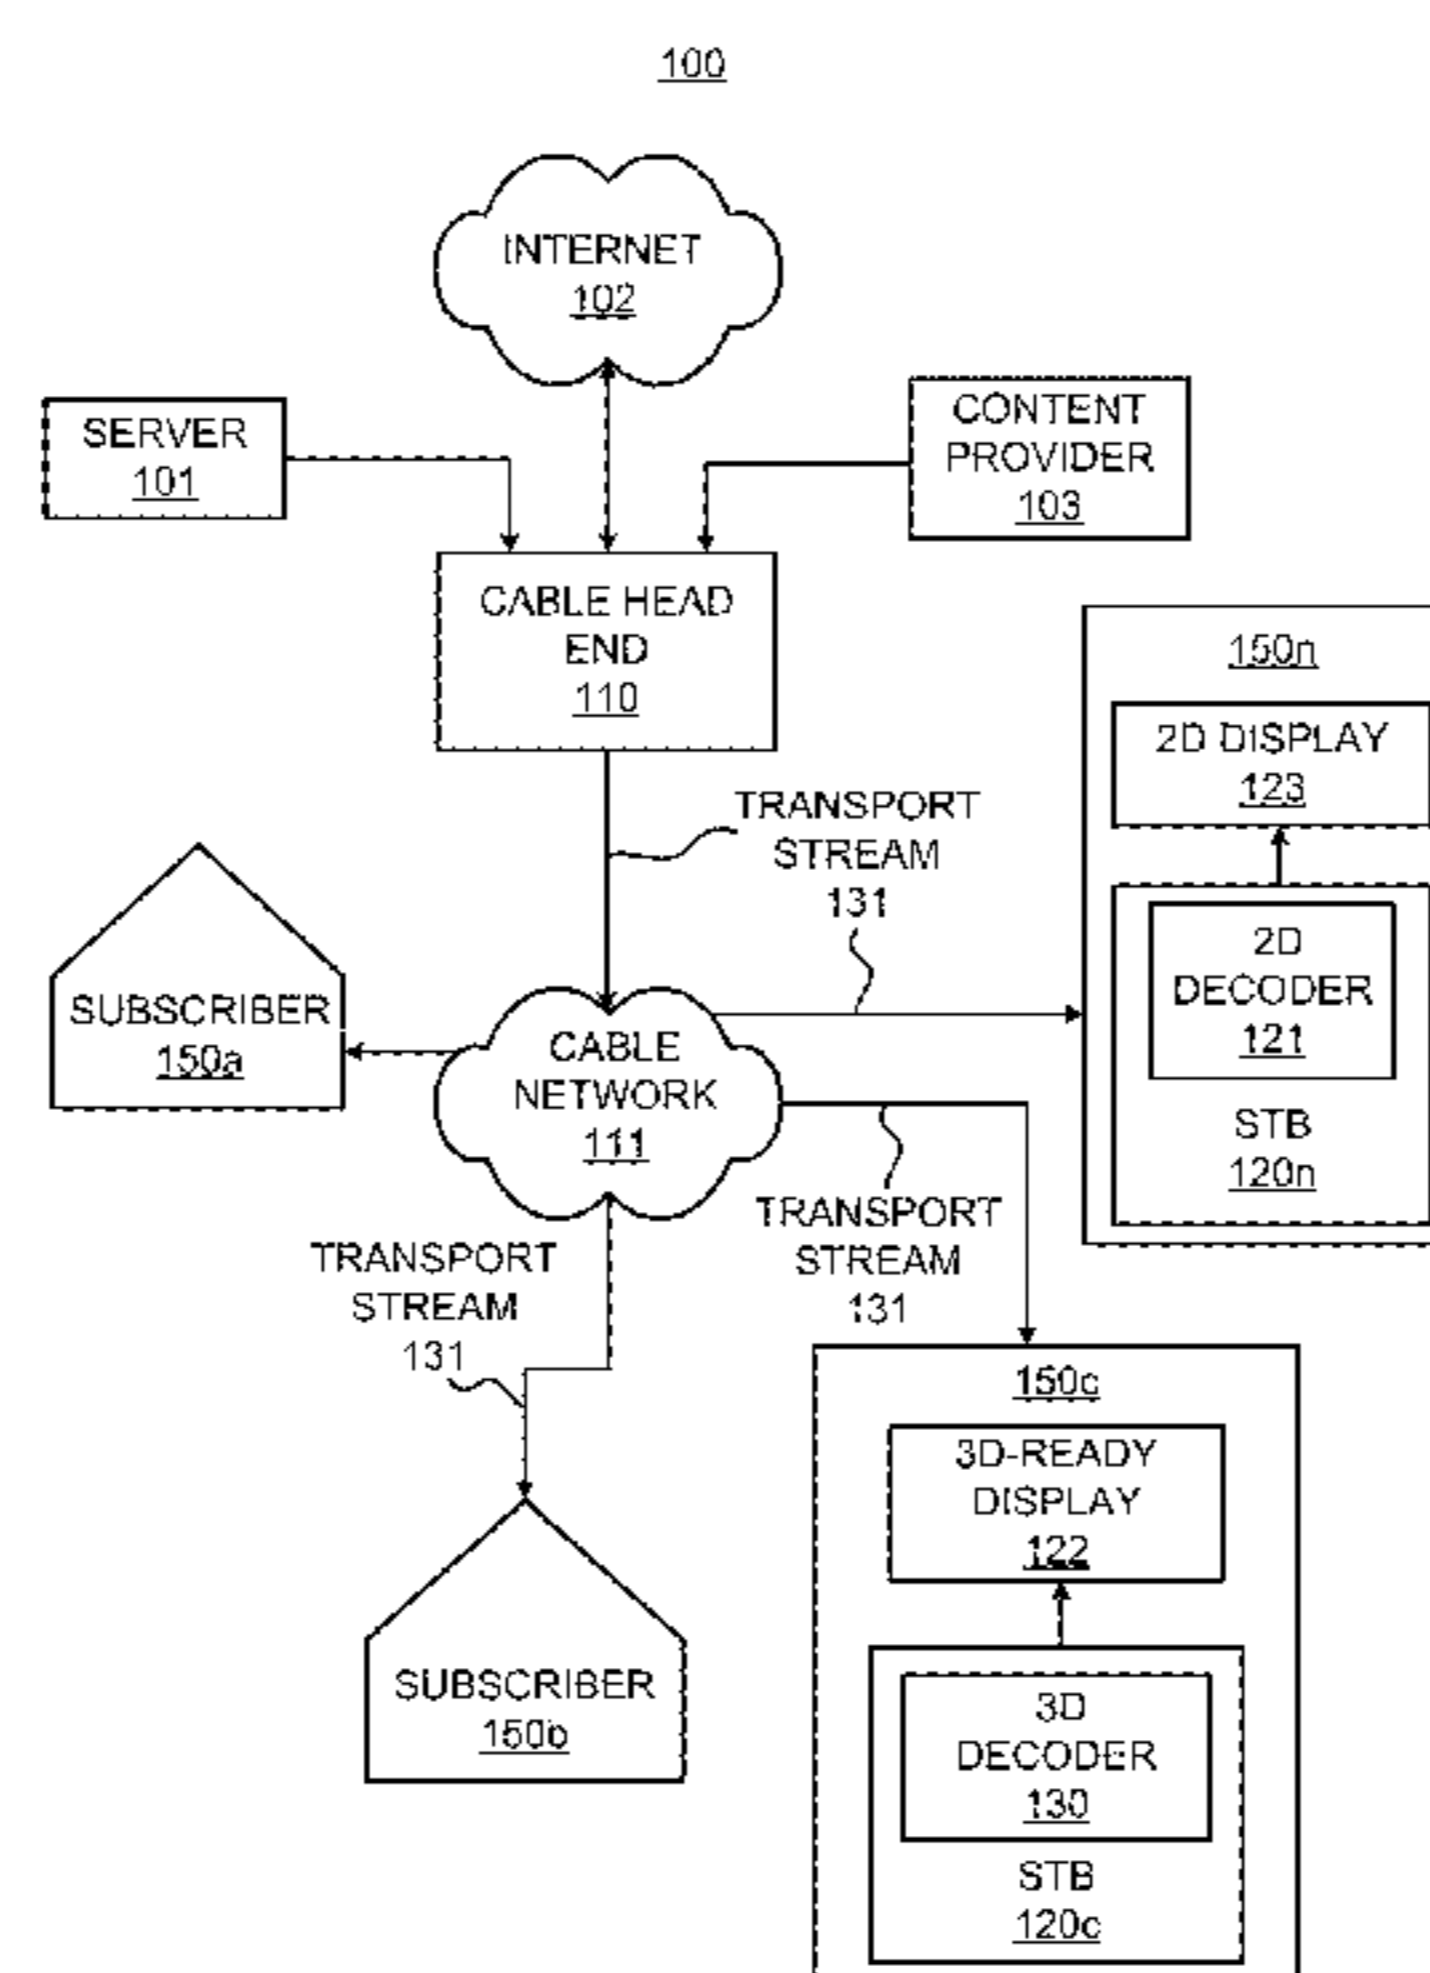 100
INTERNET
102
SERVER
101
CONTENT
PROVIDER
103
CABLE HEAD
END
110
150n
2D DISPLAY
123
2D
DECODER
121
STB
120n
TRANSPORT
STREAM
131
SUBSCRIBER
150a
CABLE
NETWORK
111
TRANSPORT
STREAM
131
TRANSPORT
STREAM
131
SUBSCRIBER
150b
150c
3D-READY
DISPLAY
122
3D
DECODER
130
STB
120c